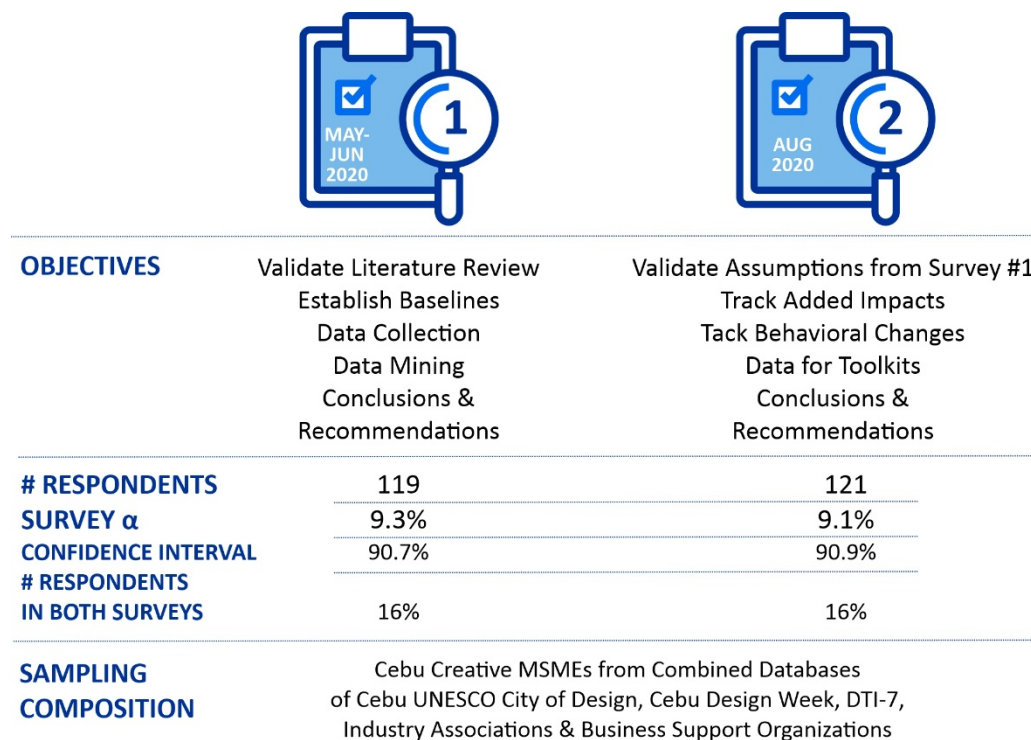 1
MAY-
JUN
2020
2
AUG
2020
OBJECTIVES
Validate Literature Review
Establish Baselines
Data Collection
Data Mining
Conclusions &
Recommendations
Validate Assumptions from Survey #1
Track Added Impacts
Tack Behavioral Changes
Data for Toolkits
Conclusions &
Recommendations
# RESPONDENTS 119 121
SURVEY α 9.3% 9.1%
CONFIDENCE INTERVAL 90.7% 90.9%
# RESPONDENTS
IN BOTH SURVEYS 16% 16%
SAMPLING
COMPOSITION
Cebu Creative MSMEs from Combined Databases
of Cebu UNESCO City of Design, Cebu Design Week, DTI-7,
Industry Associations & Business Support Organizations